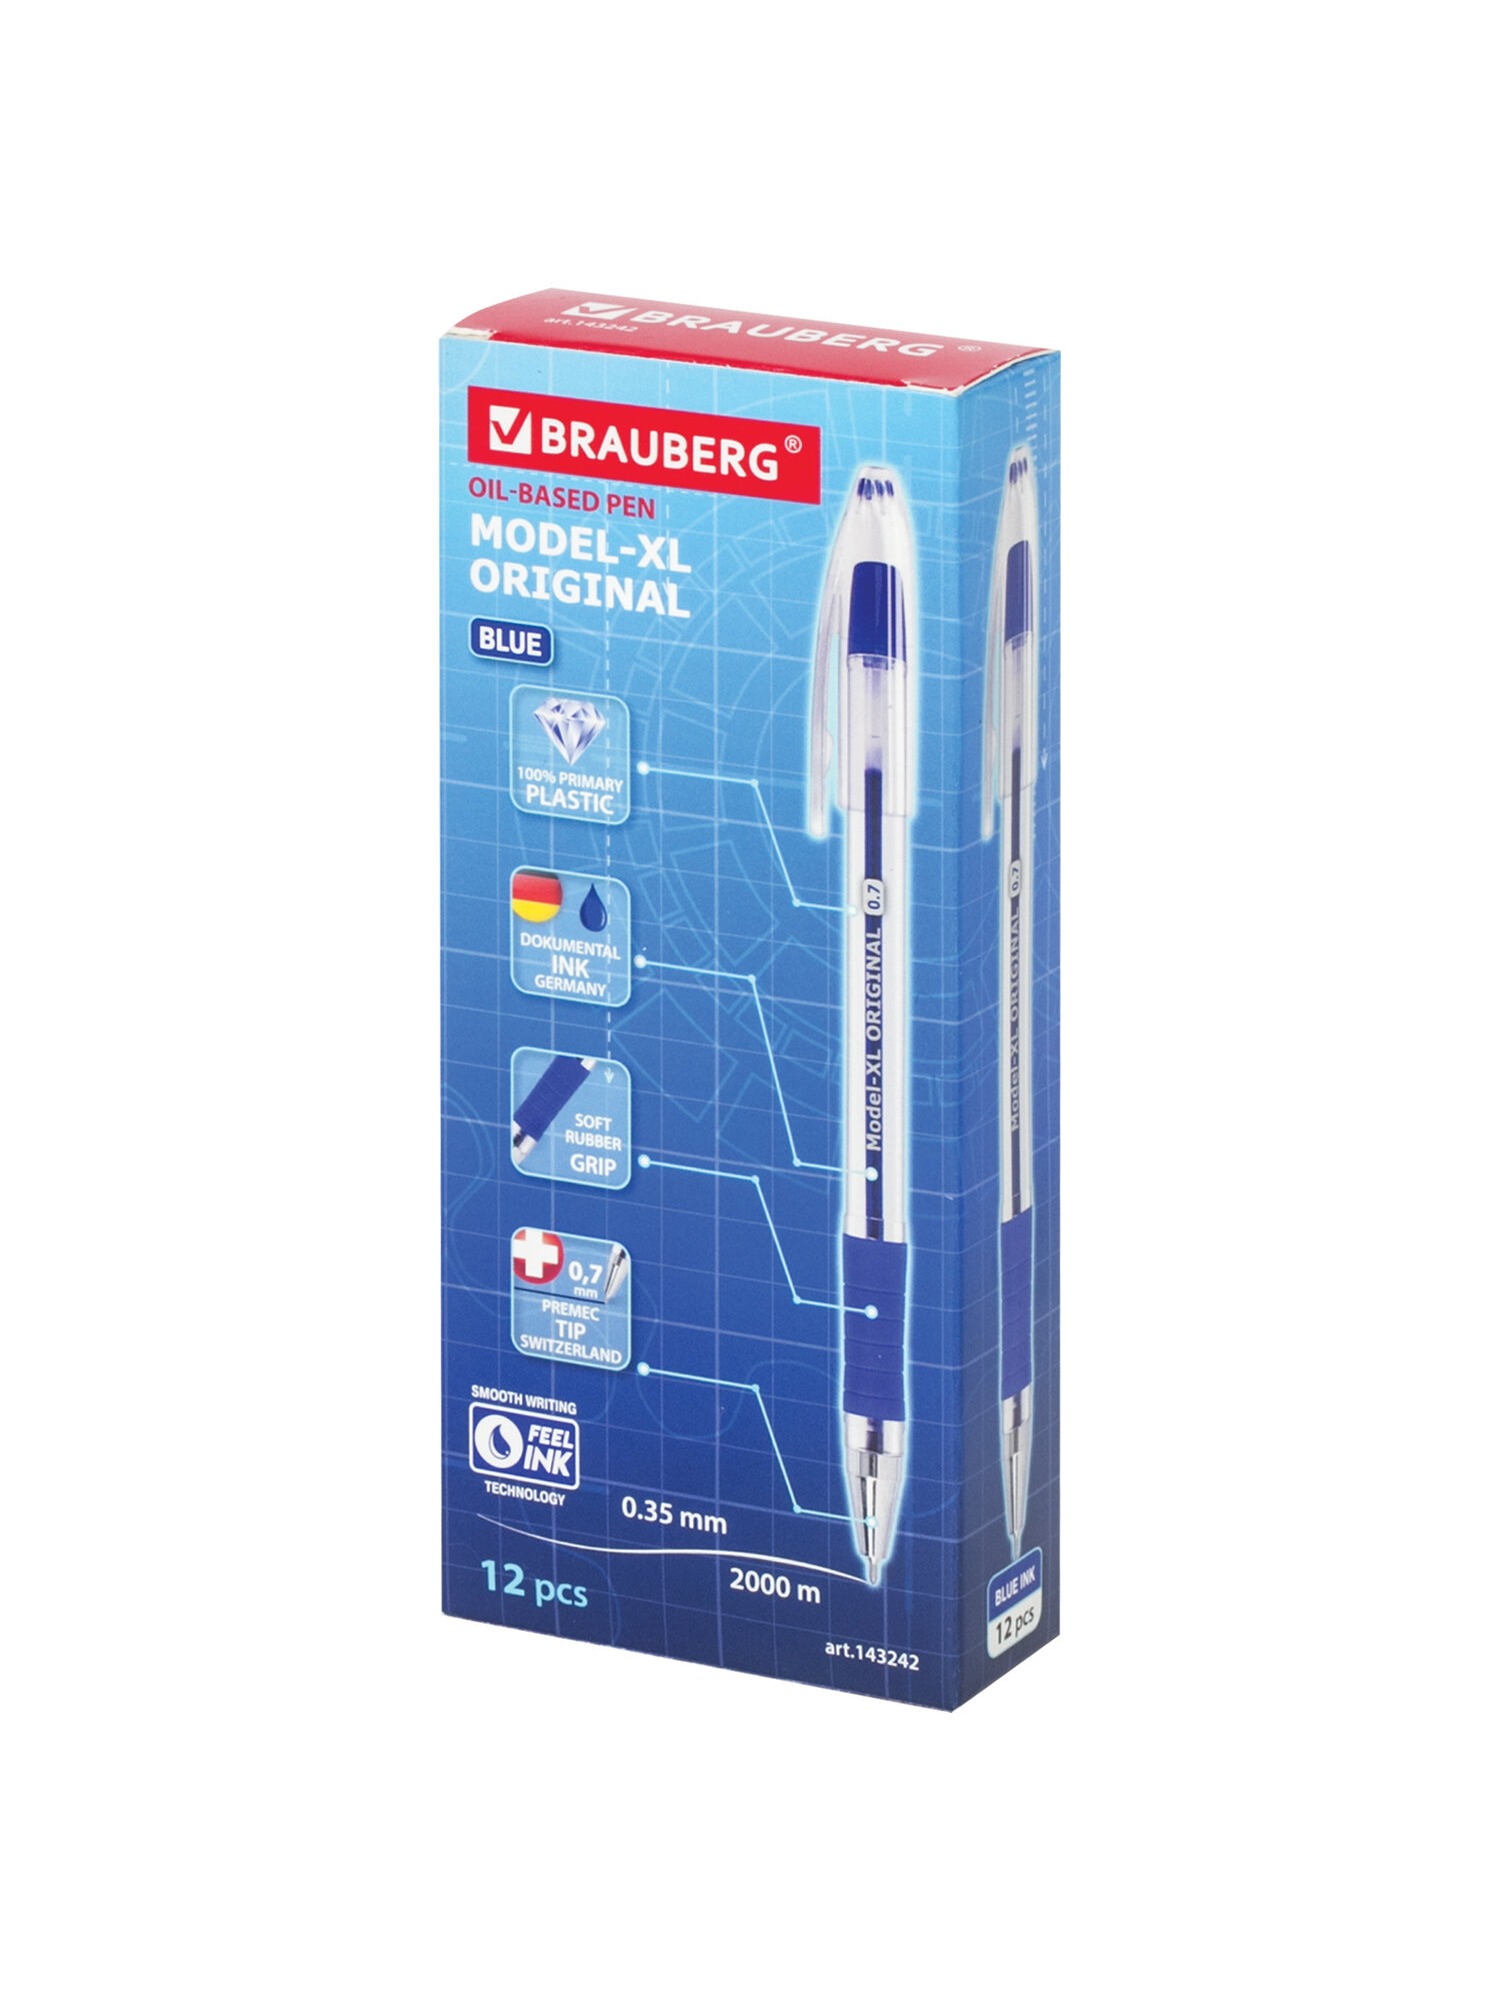 BRAUBERG ®
art.143242
BRAUBERG®
OIL-BASED PEN
MODEL-XL
ORIGINAL
BLUE
100% PRIMARY
PLASTIC
DOKUMENTAL
INK
GERMANY
SOFT
RUBBER
GRIP
0,7
mm
PREMEC
TIP
SWITZERLAND
SMOOTH WRITING
FEEL
INK
TECHNOLOGY
0.35 mm
2000 m
12 pcs
art.143242
Model-XL ORIGINAL 0.7
Model-XL ORIGINAL 0.7
BLUE INK
12 pcs